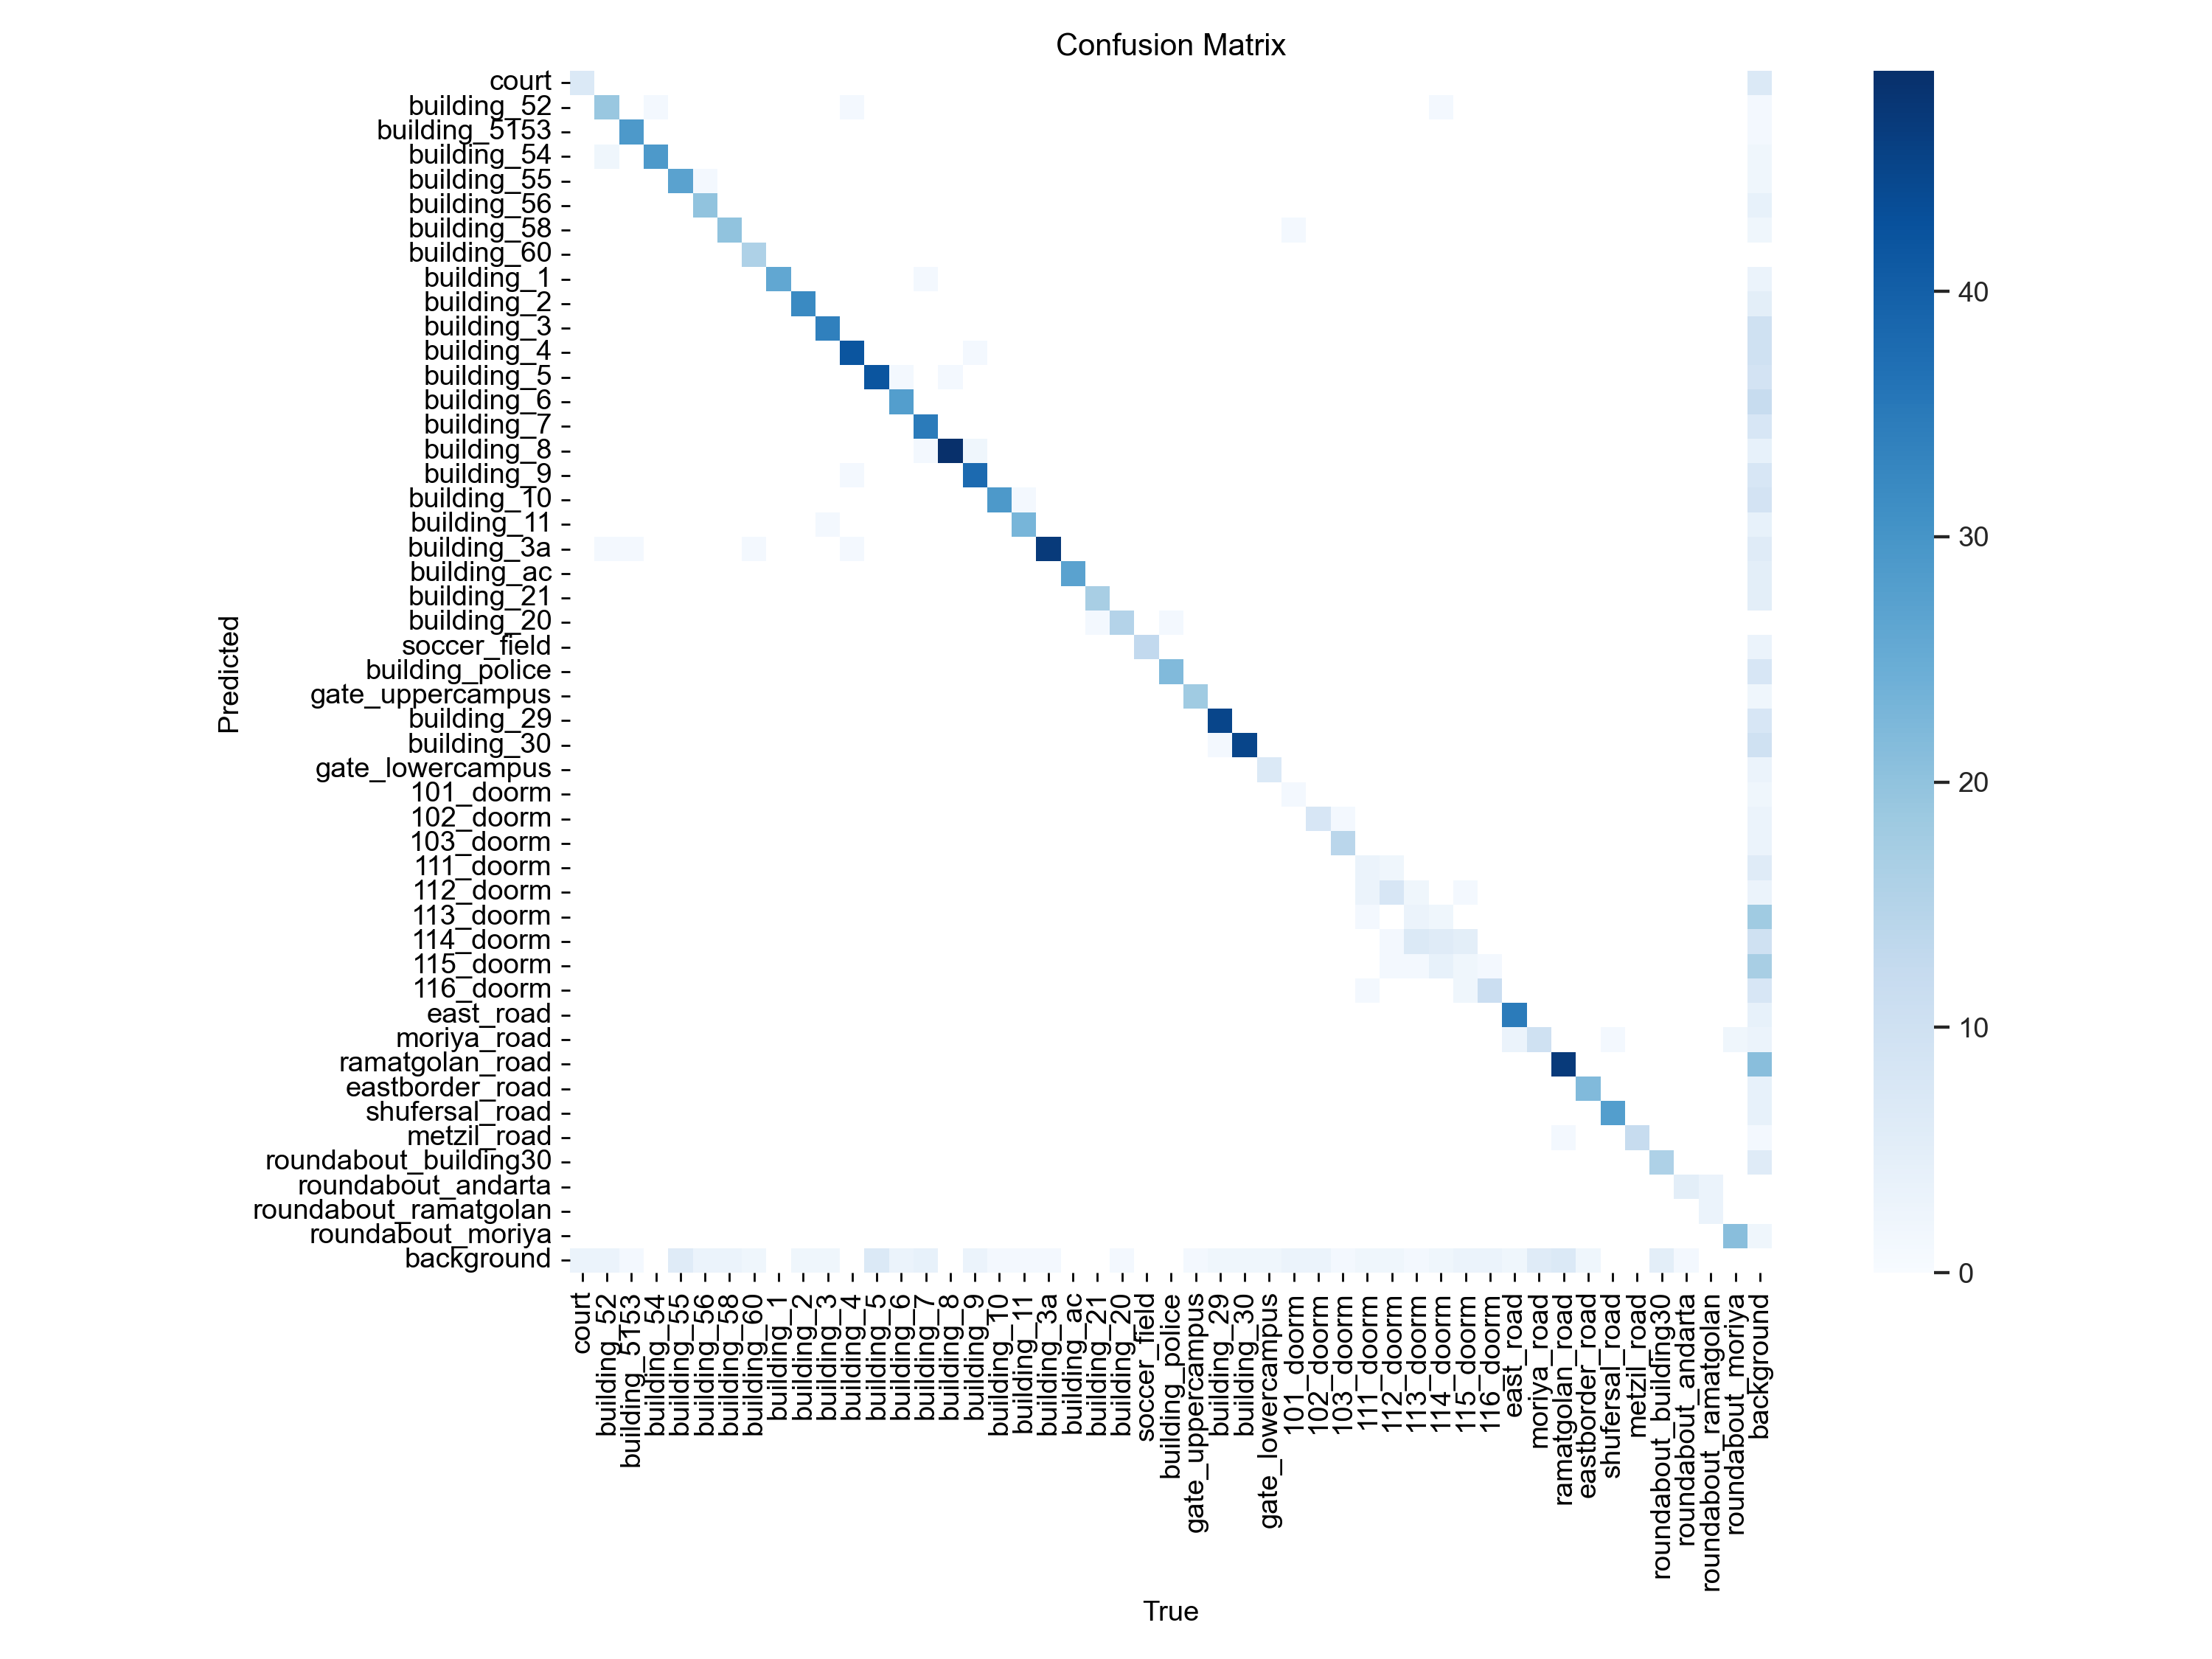 Confusion Matrix
court
building_52
building_5153
building_54
building_55
building_56
building_58
building_60
building_1
building_2
building_3
building_4
building_5
building_6
building_7
building_8
building_9
building_10
building_11
building_3a
building_ac
building_21
building_20
soccer_field
building_police
gate_uppercampus
building_29
building_30
gate_lowercampus
101_doorm
102_doorm
103_doorm
111_doorm
112_doorm
113_doorm
114_doorm
115_doorm
116_doorm
east_road
moriya_road
ramatgolan_road
eastborder_road
shufersal_road
metzil_road
roundabout_building30
roundabout_andarta
roundabout_ramatgolan
roundabout_moriya
background
Predicted
court
building_52
building_5153
building_54
building_55
building_56
building_58
building_60
building_1
building_2
building_3
building_4
building_5
building_6
building_7
building_8
building_9
building_10
building_11
building_3a
building_ac
building_21
building_20
soccer_field
building_police
gate_uppercampus
building_29
building_30
gate_lowercampus
101_doorm
102_doorm
103_doorm
111_doorm
112_doorm
113_doorm
114_doorm
115_doorm
116_doorm
east_road
moriya_road
ramatgolan_road
eastborder_road
shufersal_road
metzil_road
roundabout_building30
roundabout_andarta
roundabout_ramatgolan
roundabout_moriya
background
True
40
30
20
10
0